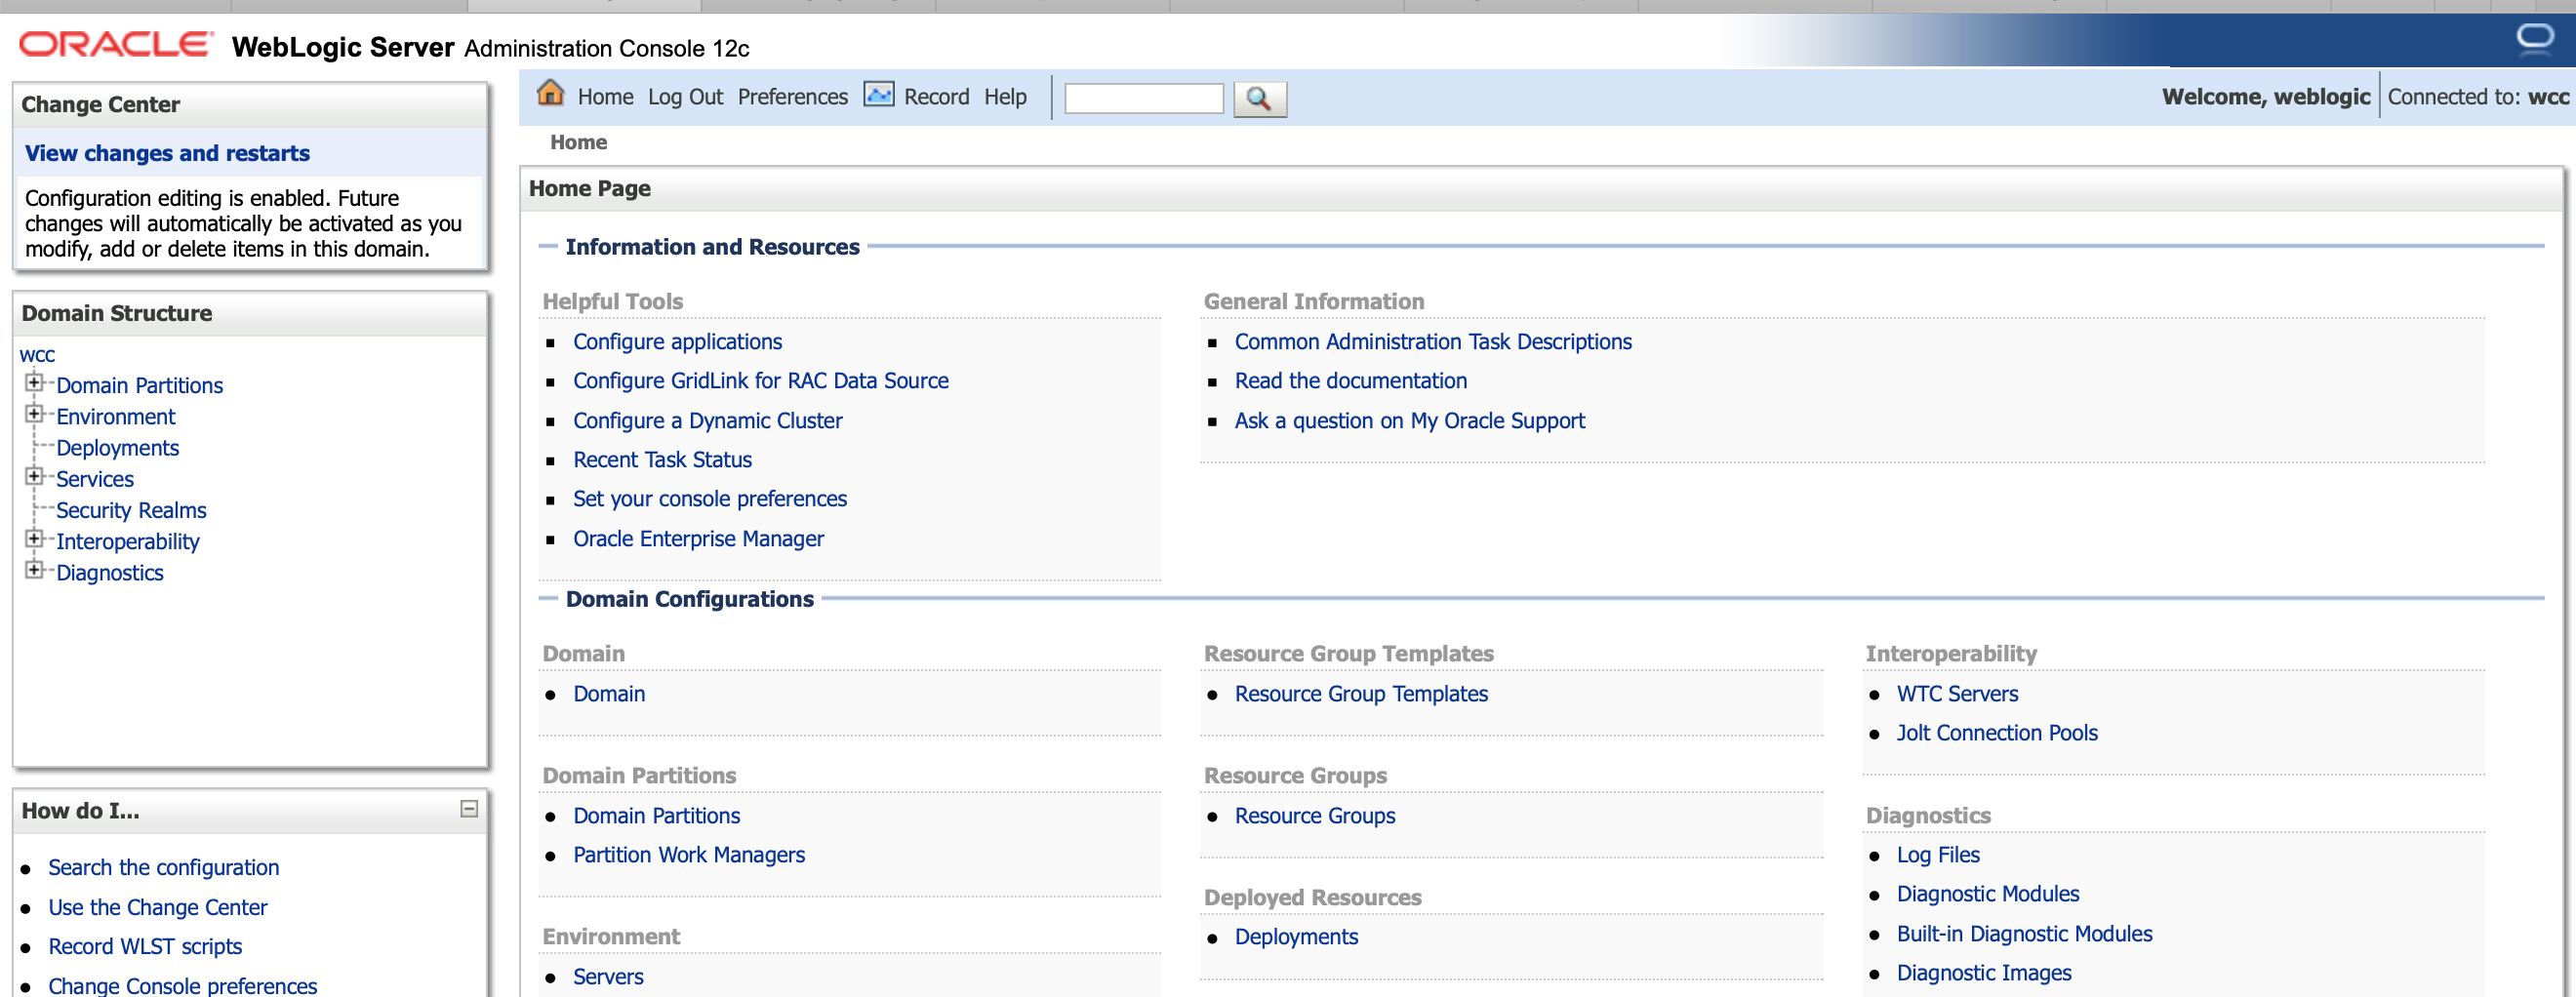 ORACLE WebLogic Server Administration Console 12c
Change Center
View changes and restarts
Configuration editing is enabled. Future
changes will automatically be activated as you
modify, add or delete items in this domain.
Domain Structure
wcc
Domain Partitions
Environment
Deployments
Services
Security Realms
Interoperability
Diagnostics
How do I...
Search the configuration
Use the Change Center
Record WLST scripts
Change Console preferences
Home Log Out Preferences Record Help
Welcome, weblogic Connected to: wcc
Home
Home Page
Information and Resources
Helpful Tools
Configure applications
Configure GridLink for RAC Data Source
Configure a Dynamic Cluster
Recent Task Status
Set your console preferences
Oracle Enterprise Manager
General Information
Common Administration Task Descriptions
Read the documentation
Ask a question on My Oracle Support
Domain Configurations
Domain
Domain
Domain Partitions
Domain Partitions
Partition Work Managers
Environment
Servers
Resource Group Templates
Resource Group Templates
Resource Groups
Resource Groups
Deployed Resources
Deployments
Interoperability
WTC Servers
Jolt Connection Pools
Diagnostics
Log Files
Diagnostic Modules
Built-in Diagnostic Modules
Diagnostic Images